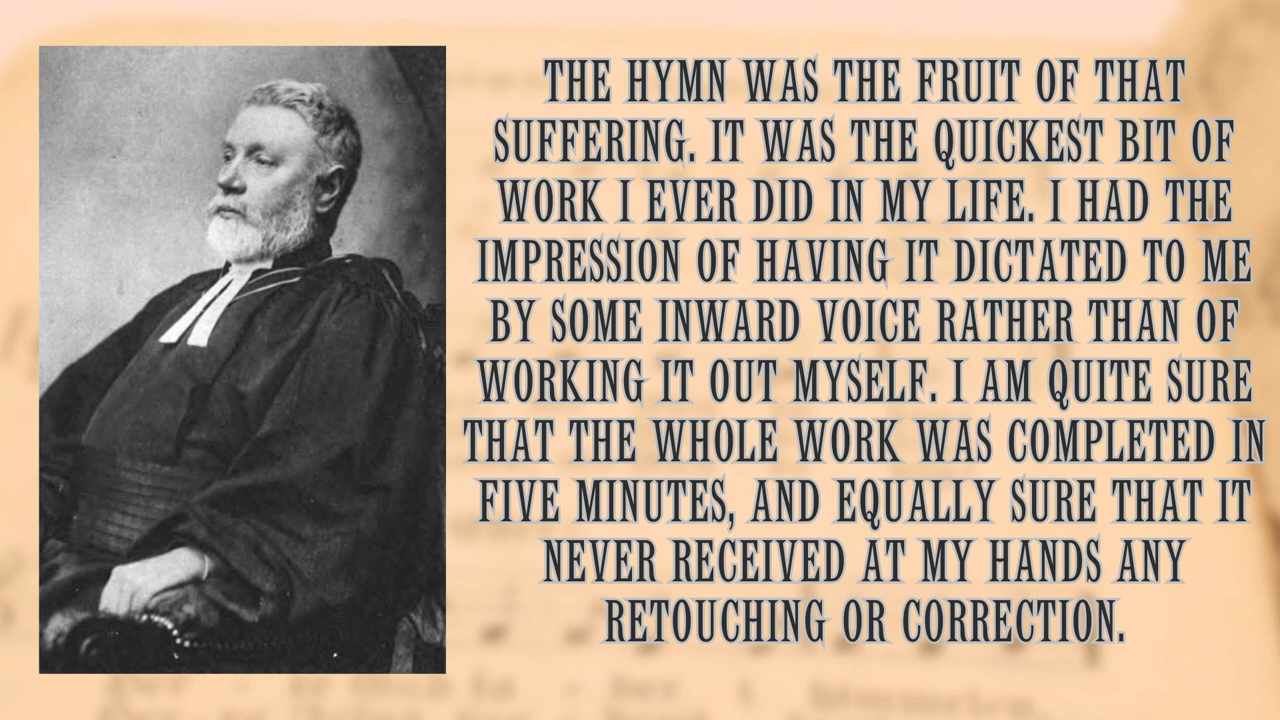 THE HYMN WAS THE FRUIT OF THAT
SUFFERING. IT WAS THE QUICKEST BIT OF
WORK I EVER DID IN MY LIFE. I HAD THE
IMPRESSION OF HAVING IT DICTATED TO ME
BY SOME INWARD VOICE RATHER THAN OF
WORKING IT OUT MYSELF. I AM QUITE SURE
THAT THE WHOLE WORK WAS COMPLETED IN
FIVE MINUTES, AND EQUALLY SURE THAT IT
NEVER RECEIVED AT MY HANDS ANY
RETOUCHING OR CORRECTION.